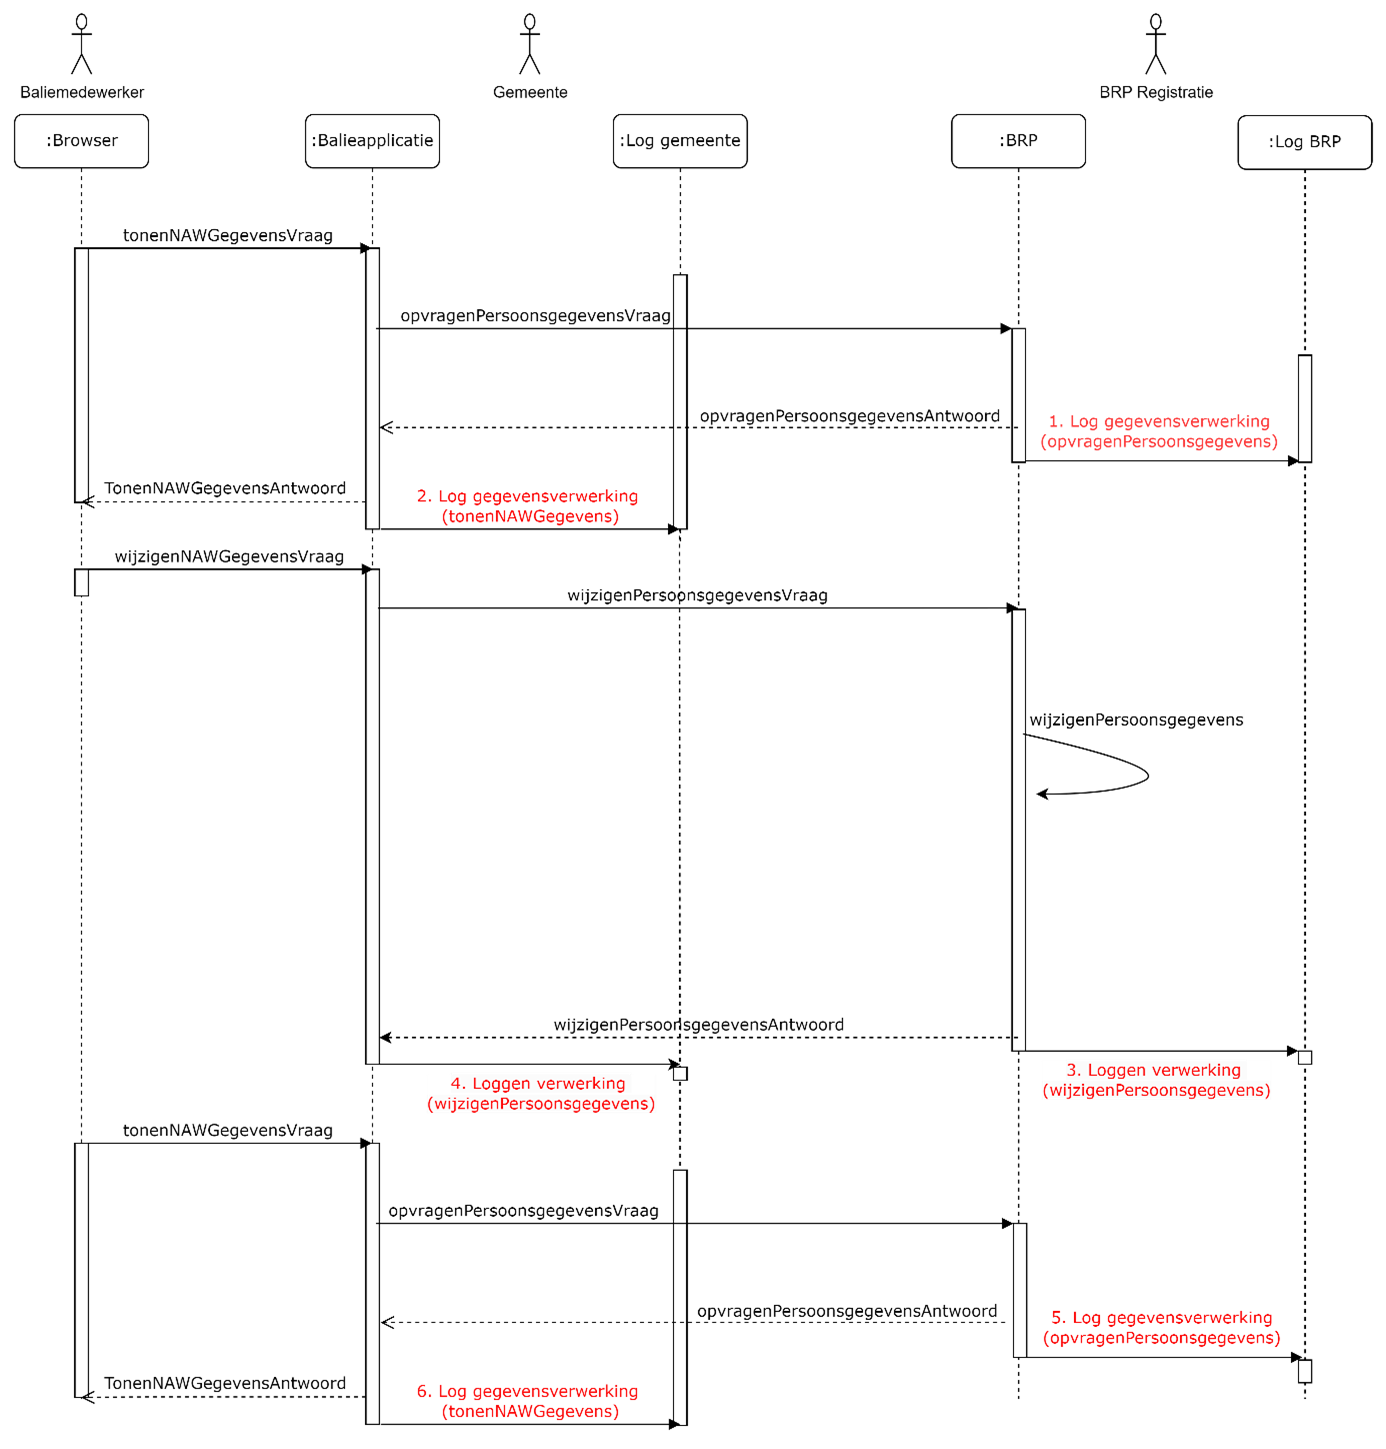 Baliemedewerker
Gemeente
BRP Registratie
:Browser
:Balieapplicatie
:Log gemeente
:BRP
:Log BRP
tonenNAWGegevensVraag
opvragenPersoonsgegevensVraag
opvragenPersoonsgegevensAntwoord
1. Log gegevensverwerking
(opvragenPersoonsgegevens)
TonenNAWGegevensAntwoord
2. Log gegevensverwerking
(tonenNAWGegevens)
wijzigenNAWGegevensVraag
wijzigenPersoonsgegevensVraag
wijzigenPersoonsgegevens
wijzigenPersoonsgegevensAntwoord
3. Loggen verwerking
(wijzigenPersoonsgegevens)
4. Loggen verwerking
(wijzigenPersoonsgegevens)
tonenNAWGegevensVraag
opvragenPersoonsgegevensVraag
opvragenPersoonsgegevensAntwoord
5. Log gegevensverwerking
(opvragenPersoonsgegevens)
TonenNAWGegevensAntwoord
6. Log gegevensverwerking
(tonenNAWGegevens)